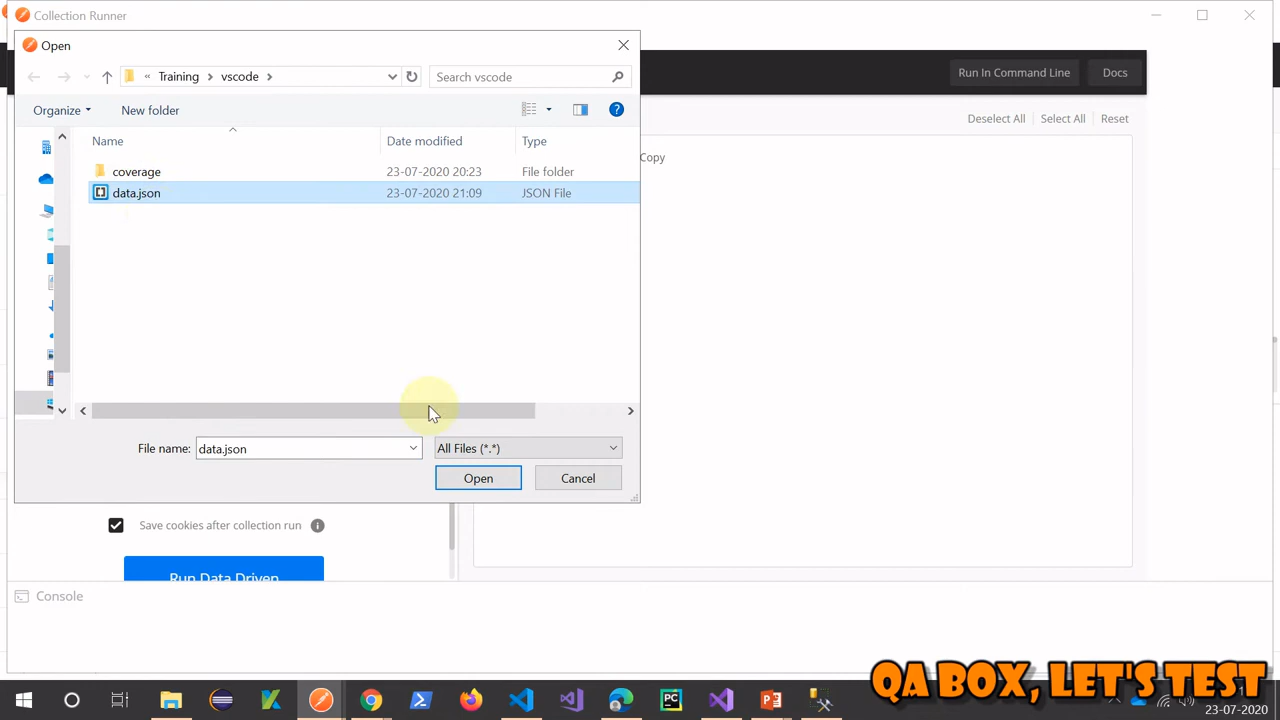 Collection Runner
Open
« Training > vscode >
Search vscode
Run In Command Line
Docs
Organize
New folder
Deselect All | Select All | Reset
Name
Date modified
Type
Copy
coverage
23-07-2020 20:23
File folder
data.json
23-07-2020 21:09
JSON File
File name:
data.json
All Files (*.*)
Open
Cancel
Save cookies after collection run
Run Data Driven
Console
QA BOX, LET'S TEST
23-07-2020